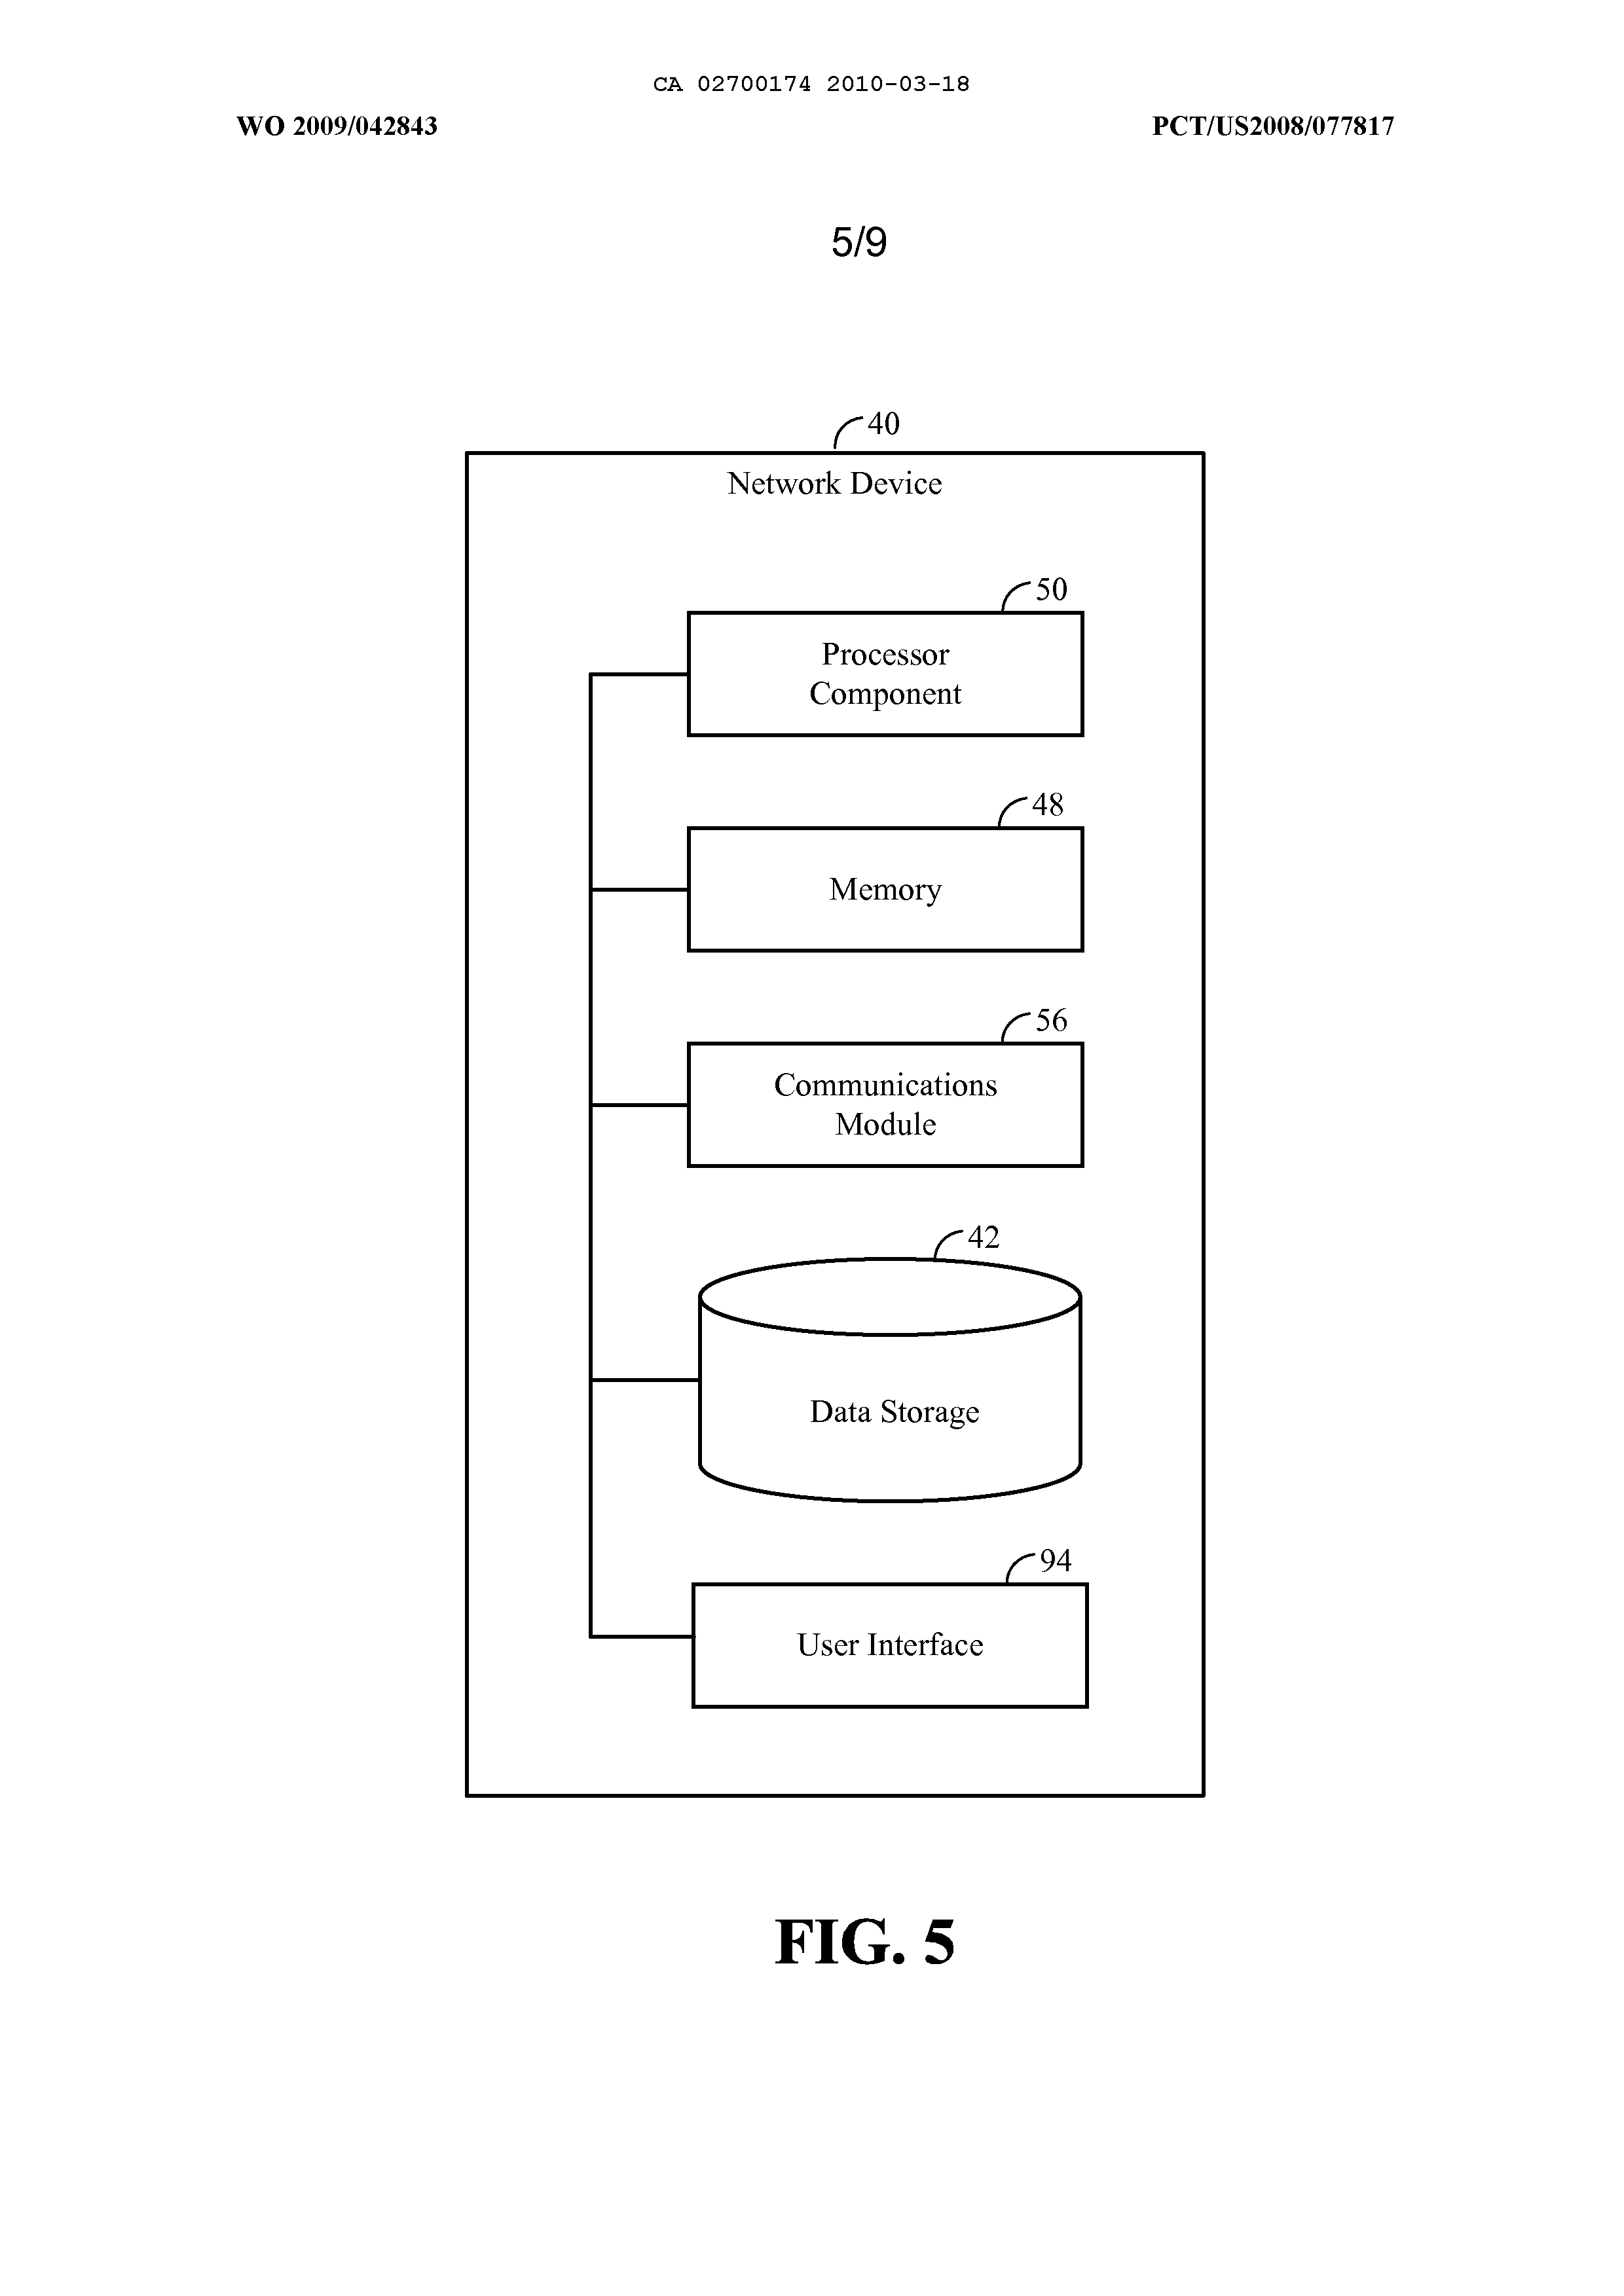 CA 02700174 2010-03-18
WO 2009/042843
PCT/US2008/077817
5/9
40
Network Device
50
Processor
Component
48
Memory
56
Communications
Module
42
Data Storage
94
User Interface
FIG. 5